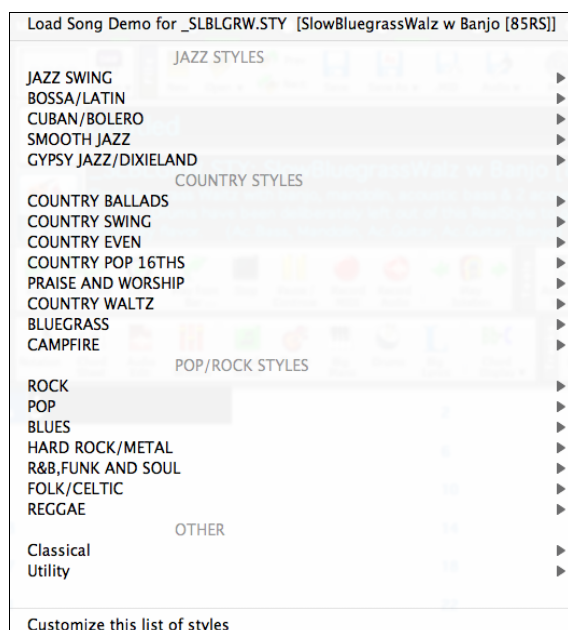 Load Song Demo for _SLBLGRW.STY [SlowBluegrassWalz w Banjo [85RS]]
JAZZ STYLES
JAZZ SWING
BOSSA/LATIN
CUBAN/BOLERO
SMOOTH JAZZ
GYPSY JAZZ/DIXIELAND
COUNTRY STYLES
COUNTRY BALLADS
COUNTRY SWING
COUNTRY EVEN
COUNTRY POP 16THS
PRAISE AND WORSHIP
COUNTRY WALTZ
BLUEGRASS
CAMPFIRE
POP/ROCK STYLES
ROCK
POP
BLUES
HARD ROCK/METAL
R&B,FUNK AND SOUL
FOLK/CELTIC
REGGAE
OTHER
Classical
Utility
Customize this list of styles